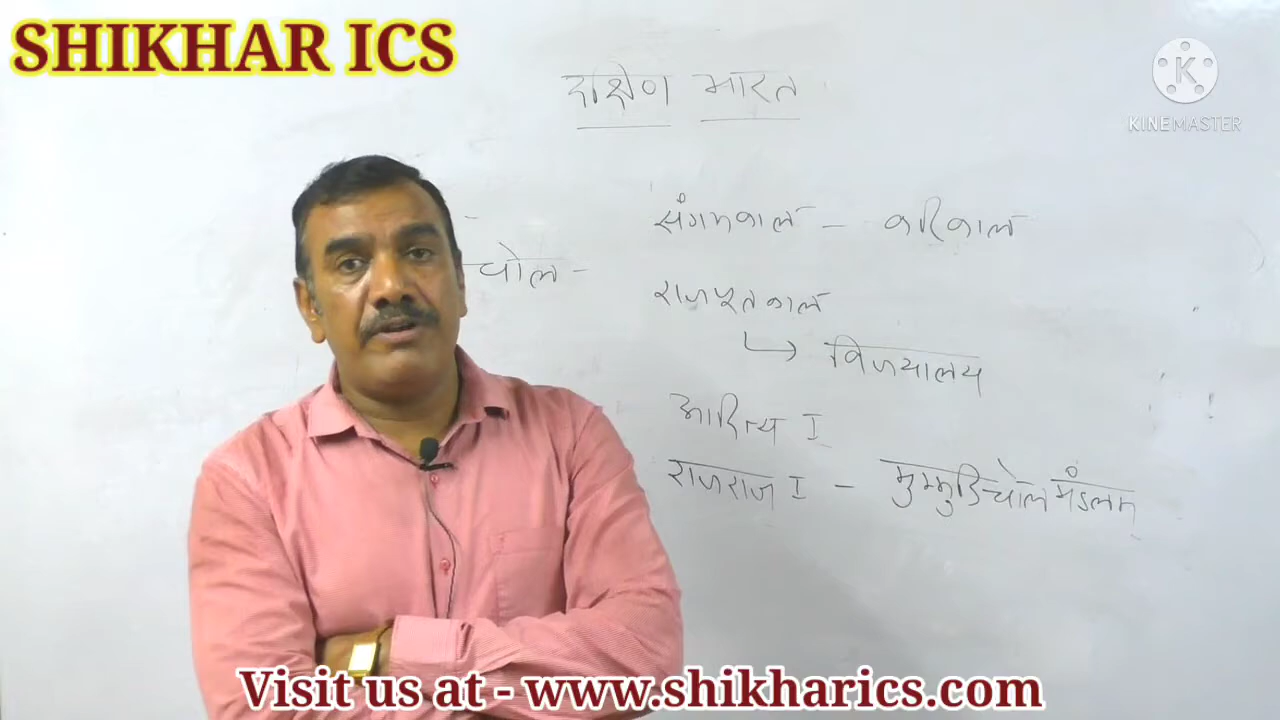 SHIKHAR ICS
KINEMASTER
दक्षिण भारत
संगमकाल – करिकाल
चोल -
राजपूतकाल
↳ विजयालय
आदित्य I
राजराज I – मुम्मुडिचोल मंडलम
Visit us at - www.shikharics.com